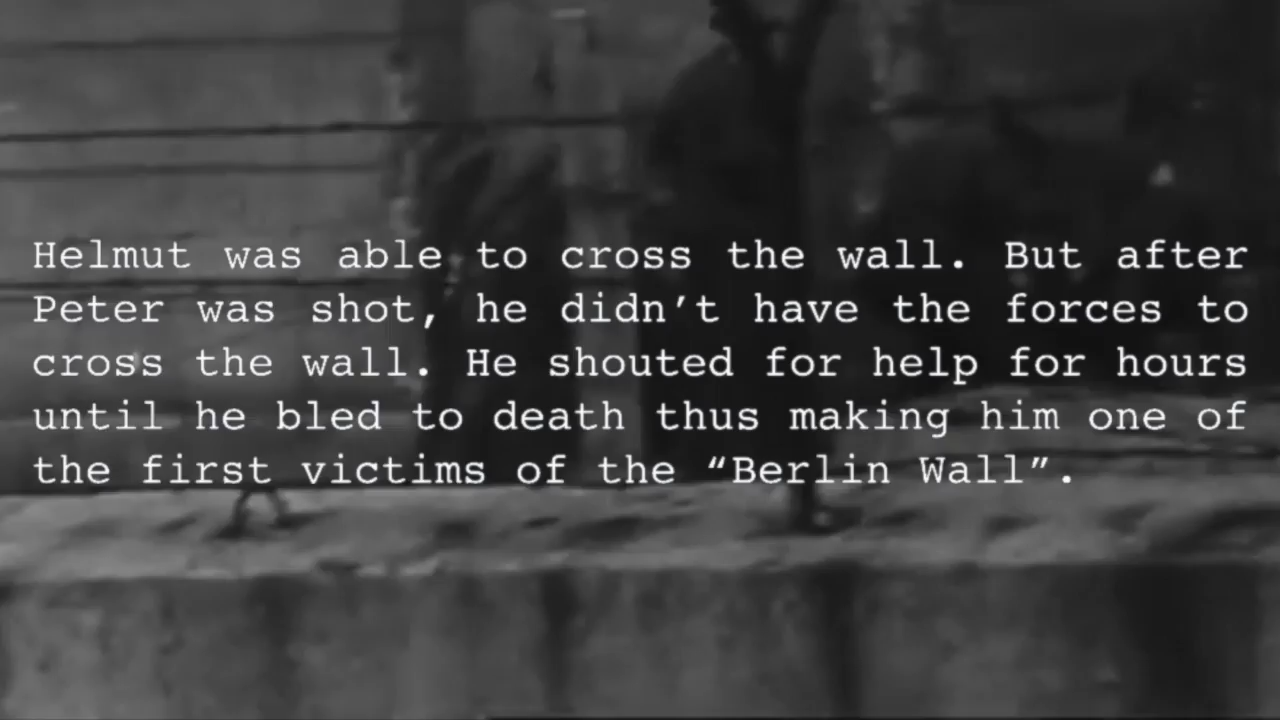 Helmut was able to cross the wall. But after
Peter was shot, he didn’t have the forces to
cross the wall. He shouted for help for hours
until he bled to death thus making him one of
the first victims of the “Berlin Wall”.